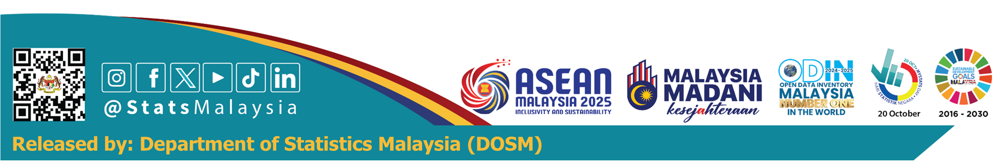 @StatsMalaysia
ASEAN
MALAYSIA 2025
INCLUSIVITY AND SUSTAINABILITY
MALAYSIA
MADANI
kesejahteraan
ODIN
2024-2025
OPEN DATA INVENTORY
MALAYSIA
NUMBER ONE
IN THE WORLD
20 OCT • MYSTATS DAY •
HARI STATISTIK NEGARA •
20 October
SUSTAINABLE
DEVELOPMENT
GOALS
MALAYSIA
2016 - 2030
Released by: Department of Statistics Malaysia (DOSM)